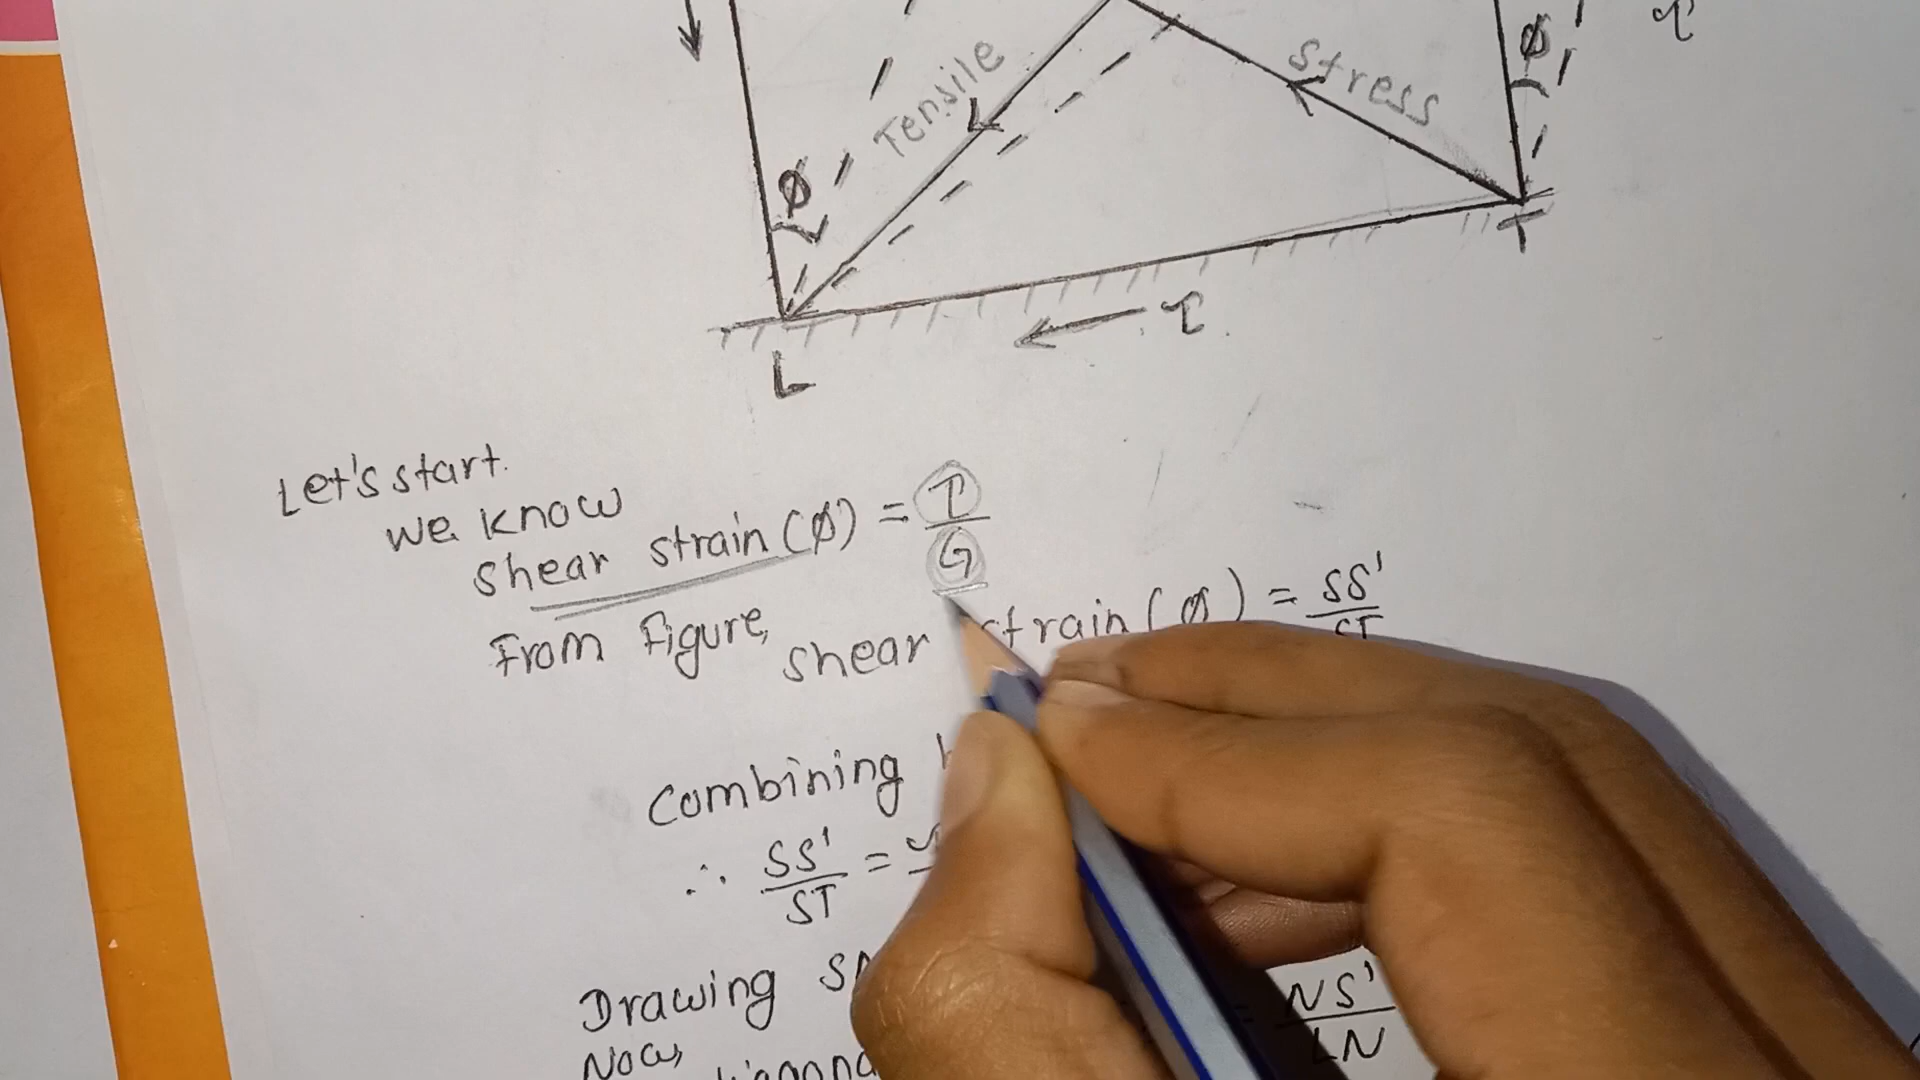 τ
Ø
Tensile
stress
Ø
T
τ
L
Let's start.
we know
shear strain (Ø) = τ/G
From Figure,
shear strain (Ø) = SS'/ST
Combining
∴ SS'/ST =
Drawing
= NS'/LN
Now,